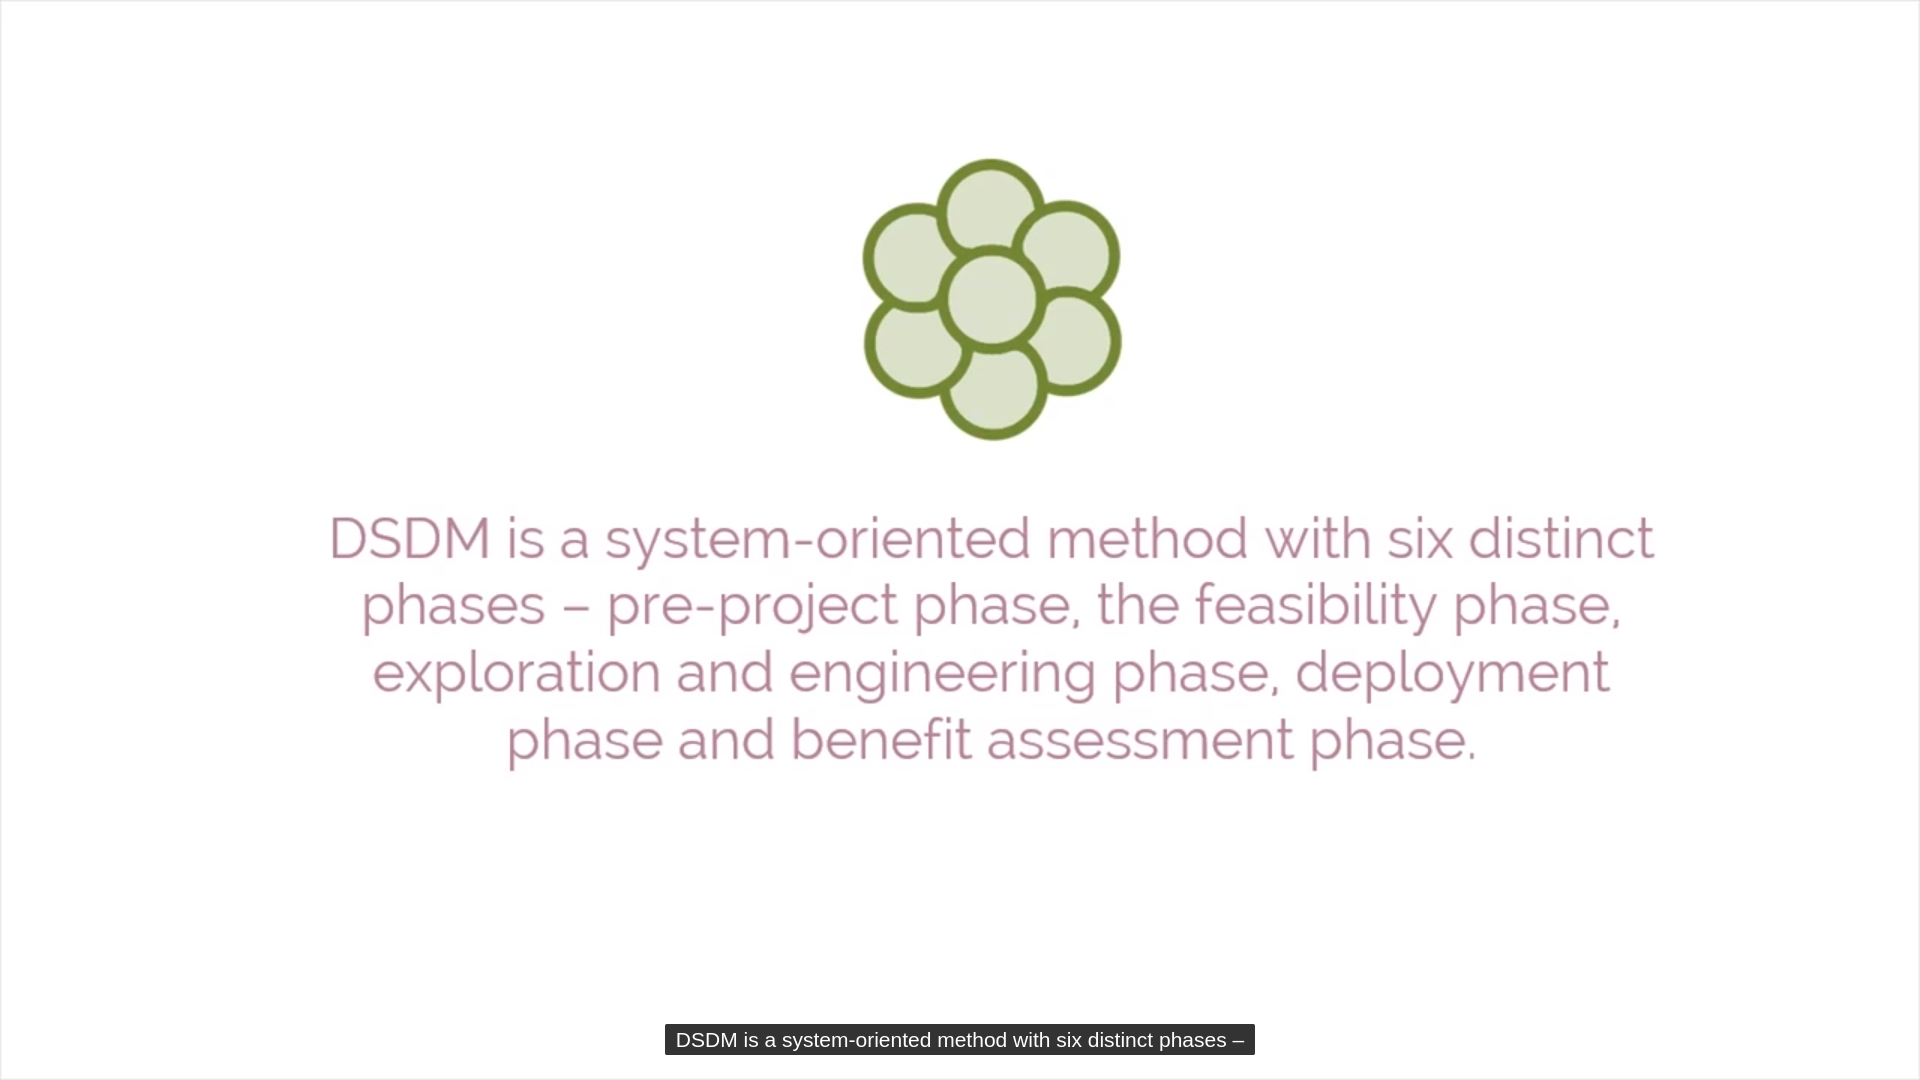 DSDM is a system-oriented method with six distinct
phases – pre-project phase, the feasibility phase,
exploration and engineering phase, deployment
phase and benefit assessment phase.
DSDM is a system-oriented method with six distinct phases –